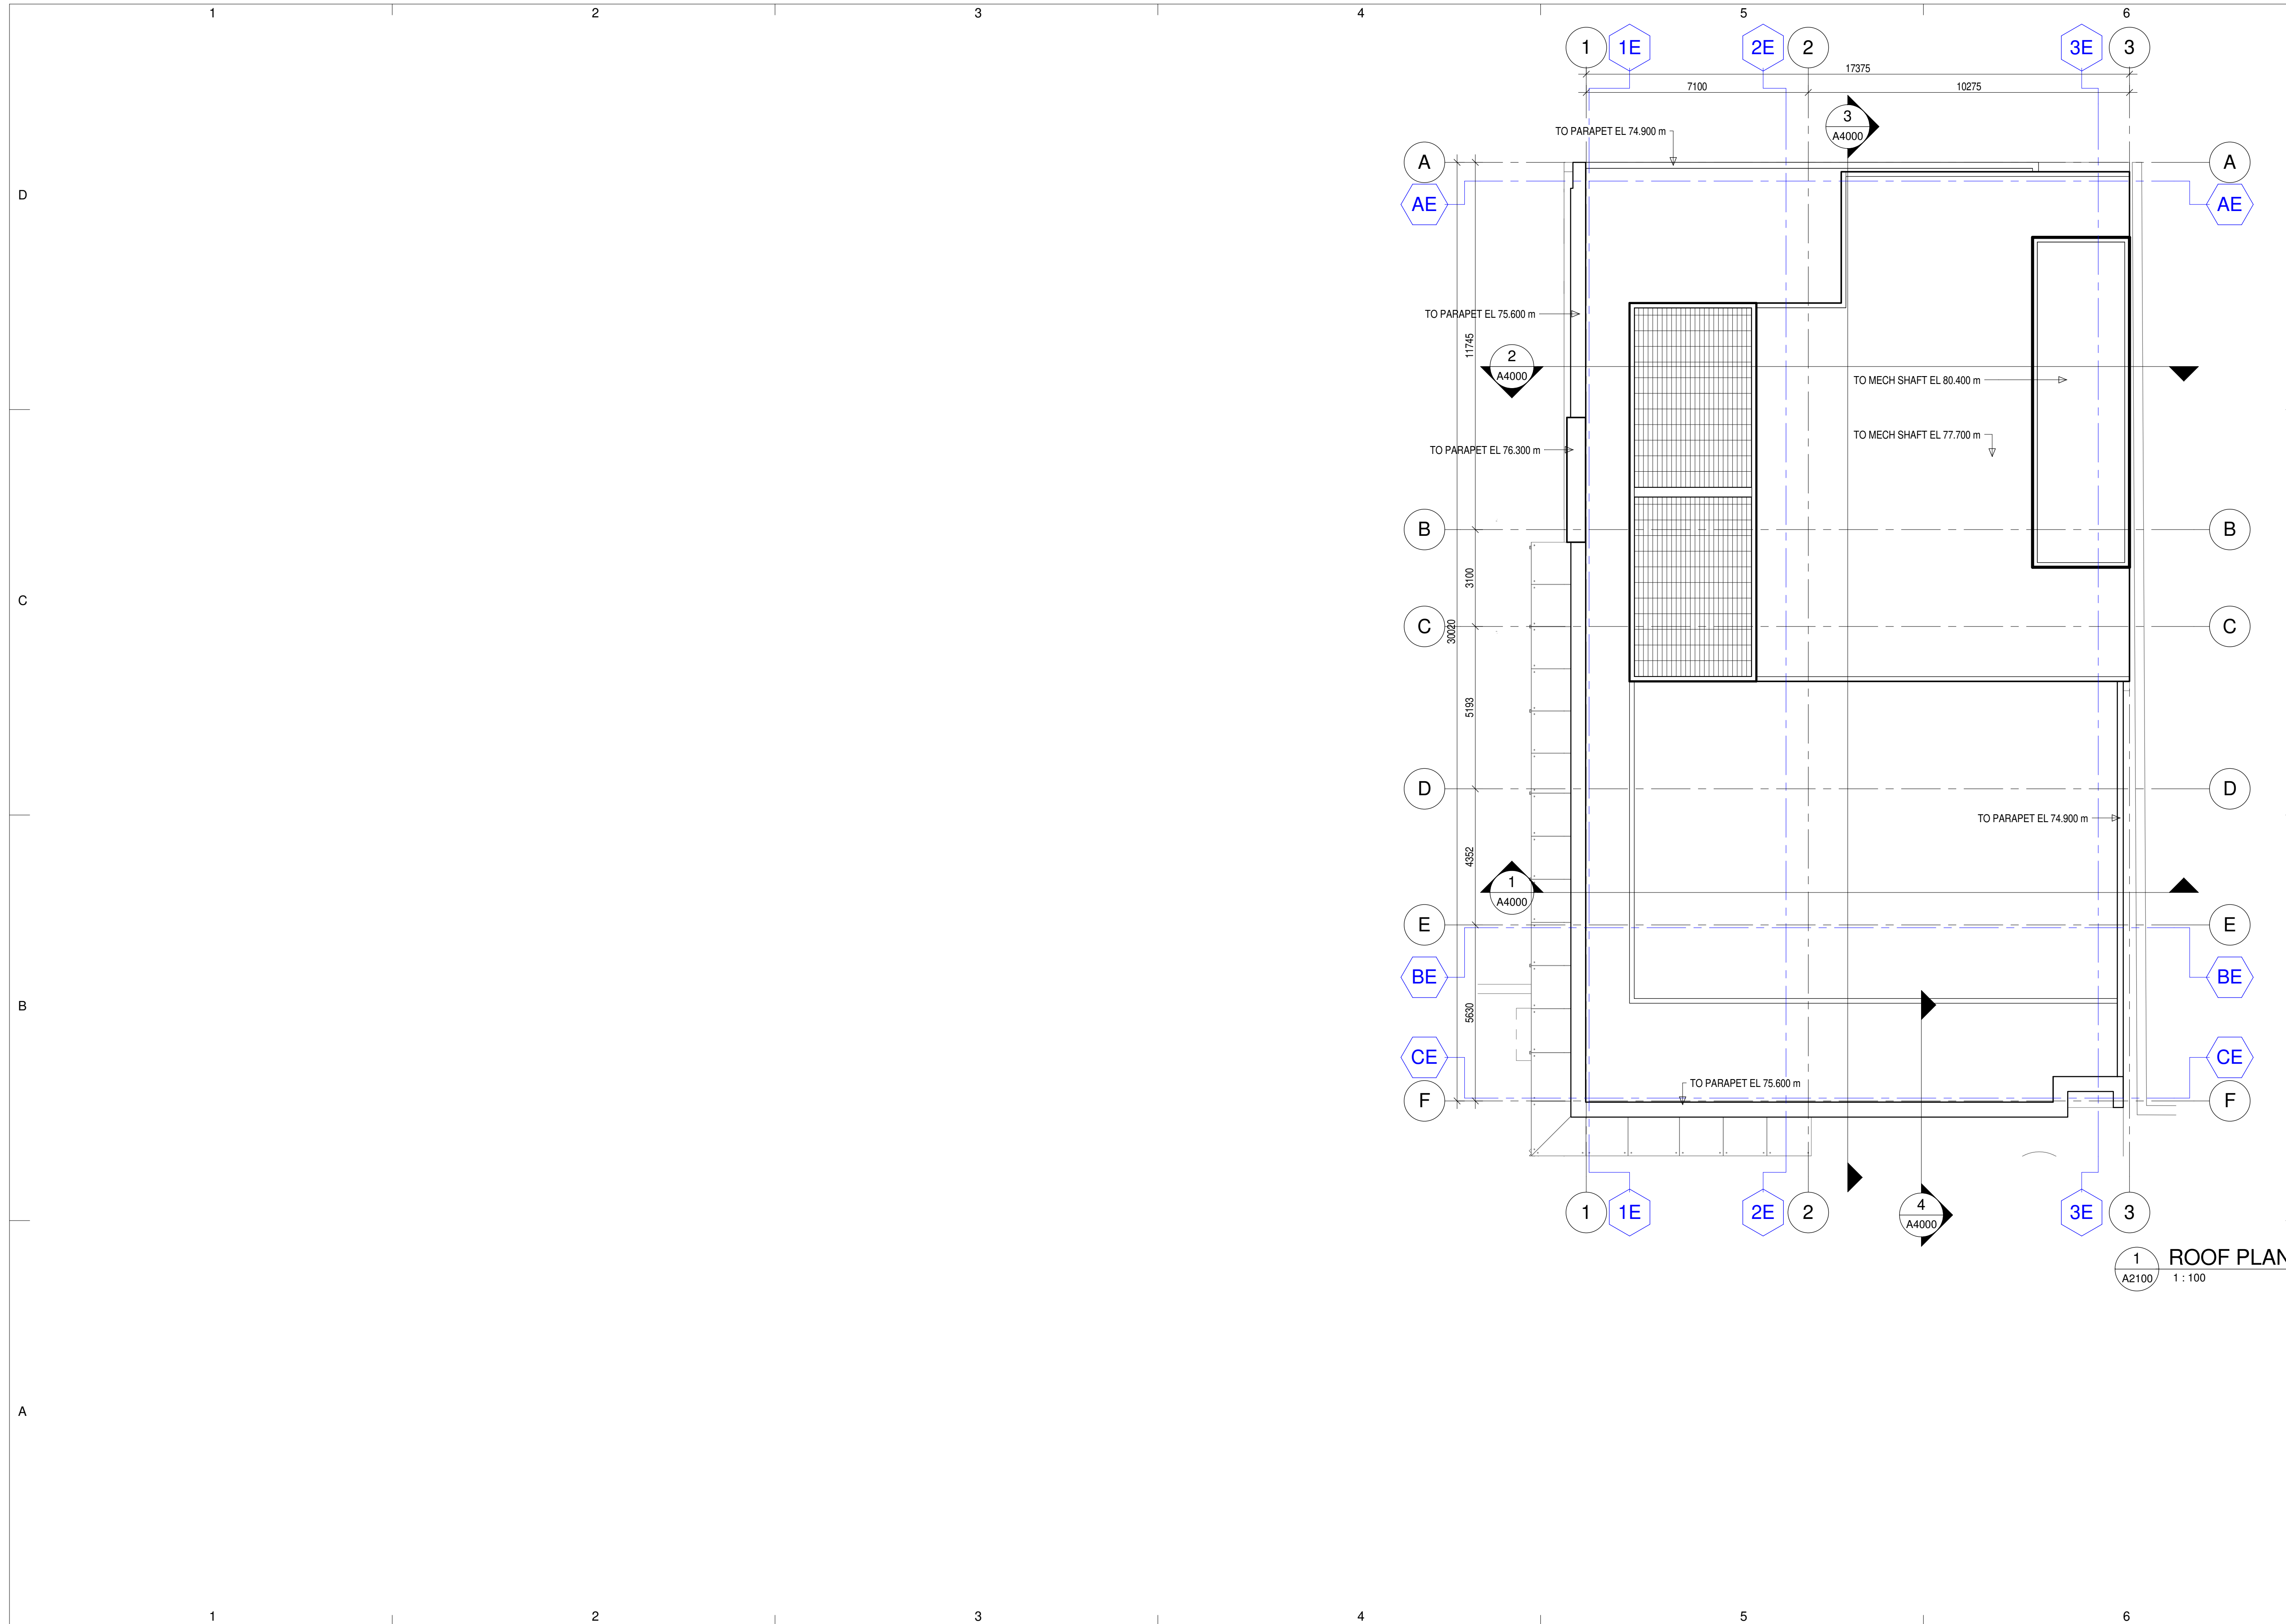 1 2 3 4 5 6
1 1E 2E 2 3E 3
17375
7100 10275
3
A4000
TO PARAPET EL 74.900 m
A A
D
AE AE
TO PARAPET EL 75.600 m
11745
2
A4000
TO MECH SHAFT EL 80.400 m
TO MECH SHAFT EL 77.700 m
TO PARAPET EL 76.300 m
B B
3100
C
C C
30020
5193
D D
TO PARAPET EL 74.900 m
4352
1
A4000
E E
BE BE
B
5630
CE CE
TO PARAPET EL 75.600 m
F F
1 1E 2E 2 3E 3
4
A4000
1
A2100
ROOF PLAN
1 : 100
A
1 2 3 4 5 6